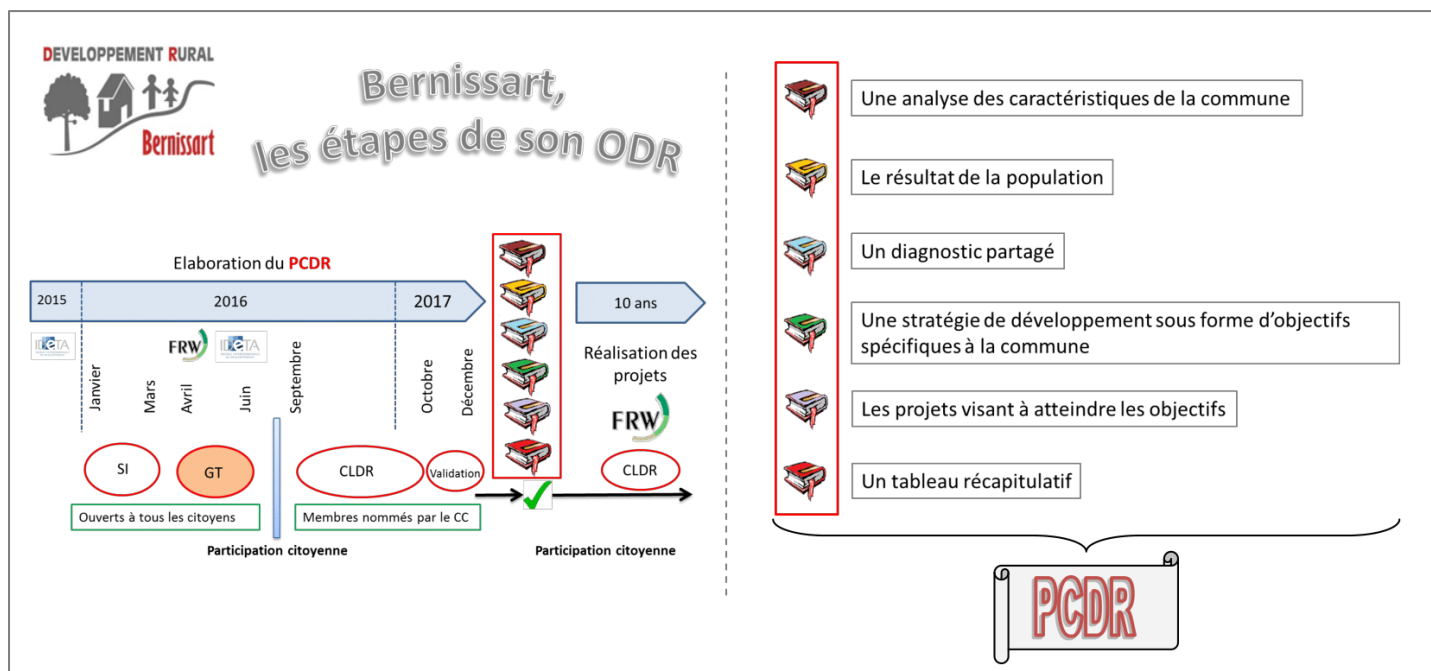 DEVELOPPEMENT RURAL
Bernissart
Bernissart,
les étapes de son ODR
Elaboration du PCDR
2015
2016
2017
10 ans
IDETA
FRW
IDETA
Janvier
Mars
Avril
Juin
Septembre
Octobre
Décembre
Réalisation des
projets
FRW
SI
GT
CLDR
Validation
CLDR
Ouverts à tous les citoyens
Membres nommés par le CC
Participation citoyenne
Participation citoyenne
Une analyse des caractéristiques de la commune
Le résultat de la population
Un diagnostic partagé
Une stratégie de développement sous forme d'objectifs
spécifiques à la commune
Les projets visant à atteindre les objectifs
Un tableau récapitulatif
PCDR